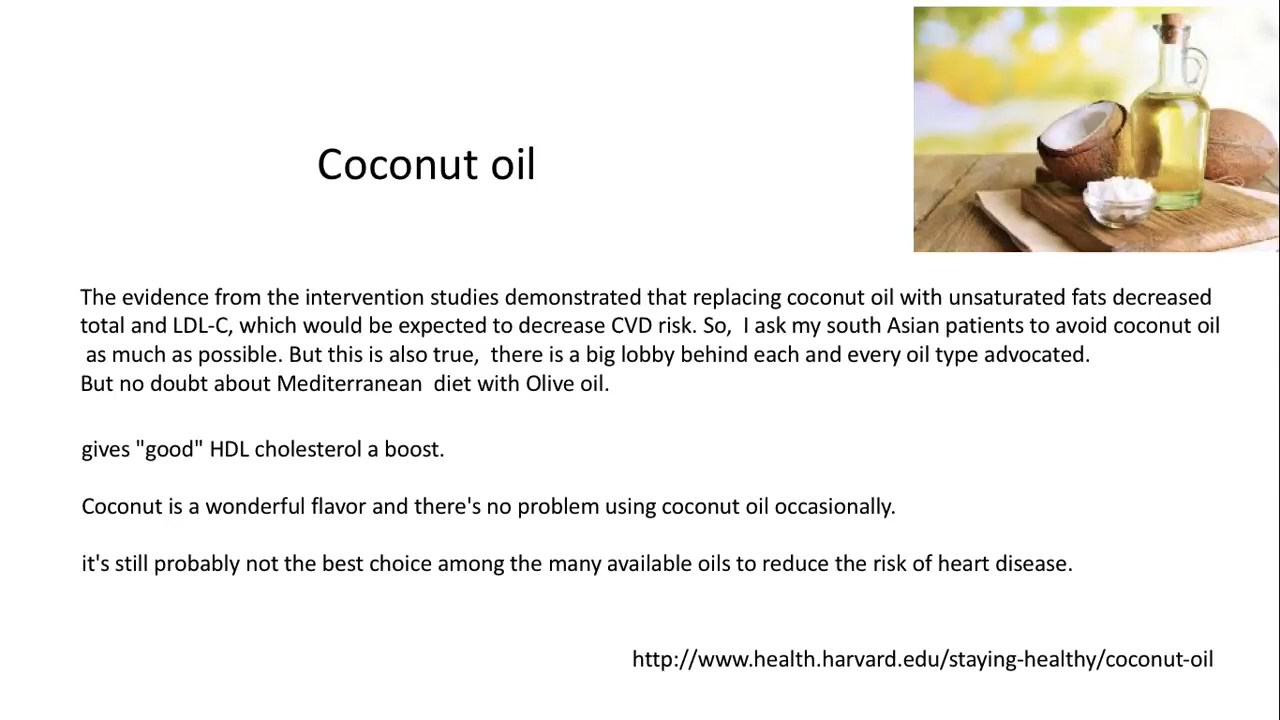 Coconut oil
The evidence from the intervention studies demonstrated that replacing coconut oil with unsaturated fats decreased
total and LDL-C, which would be expected to decrease CVD risk. So,  I ask my south Asian patients to avoid coconut oil
as much as possible. But this is also true,  there is a big lobby behind each and every oil type advocated.
But no doubt about Mediterranean  diet with Olive oil.
gives "good" HDL cholesterol a boost.
Coconut is a wonderful flavor and there's no problem using coconut oil occasionally.
it's still probably not the best choice among the many available oils to reduce the risk of heart disease.
http://www.health.harvard.edu/staying-healthy/coconut-oil